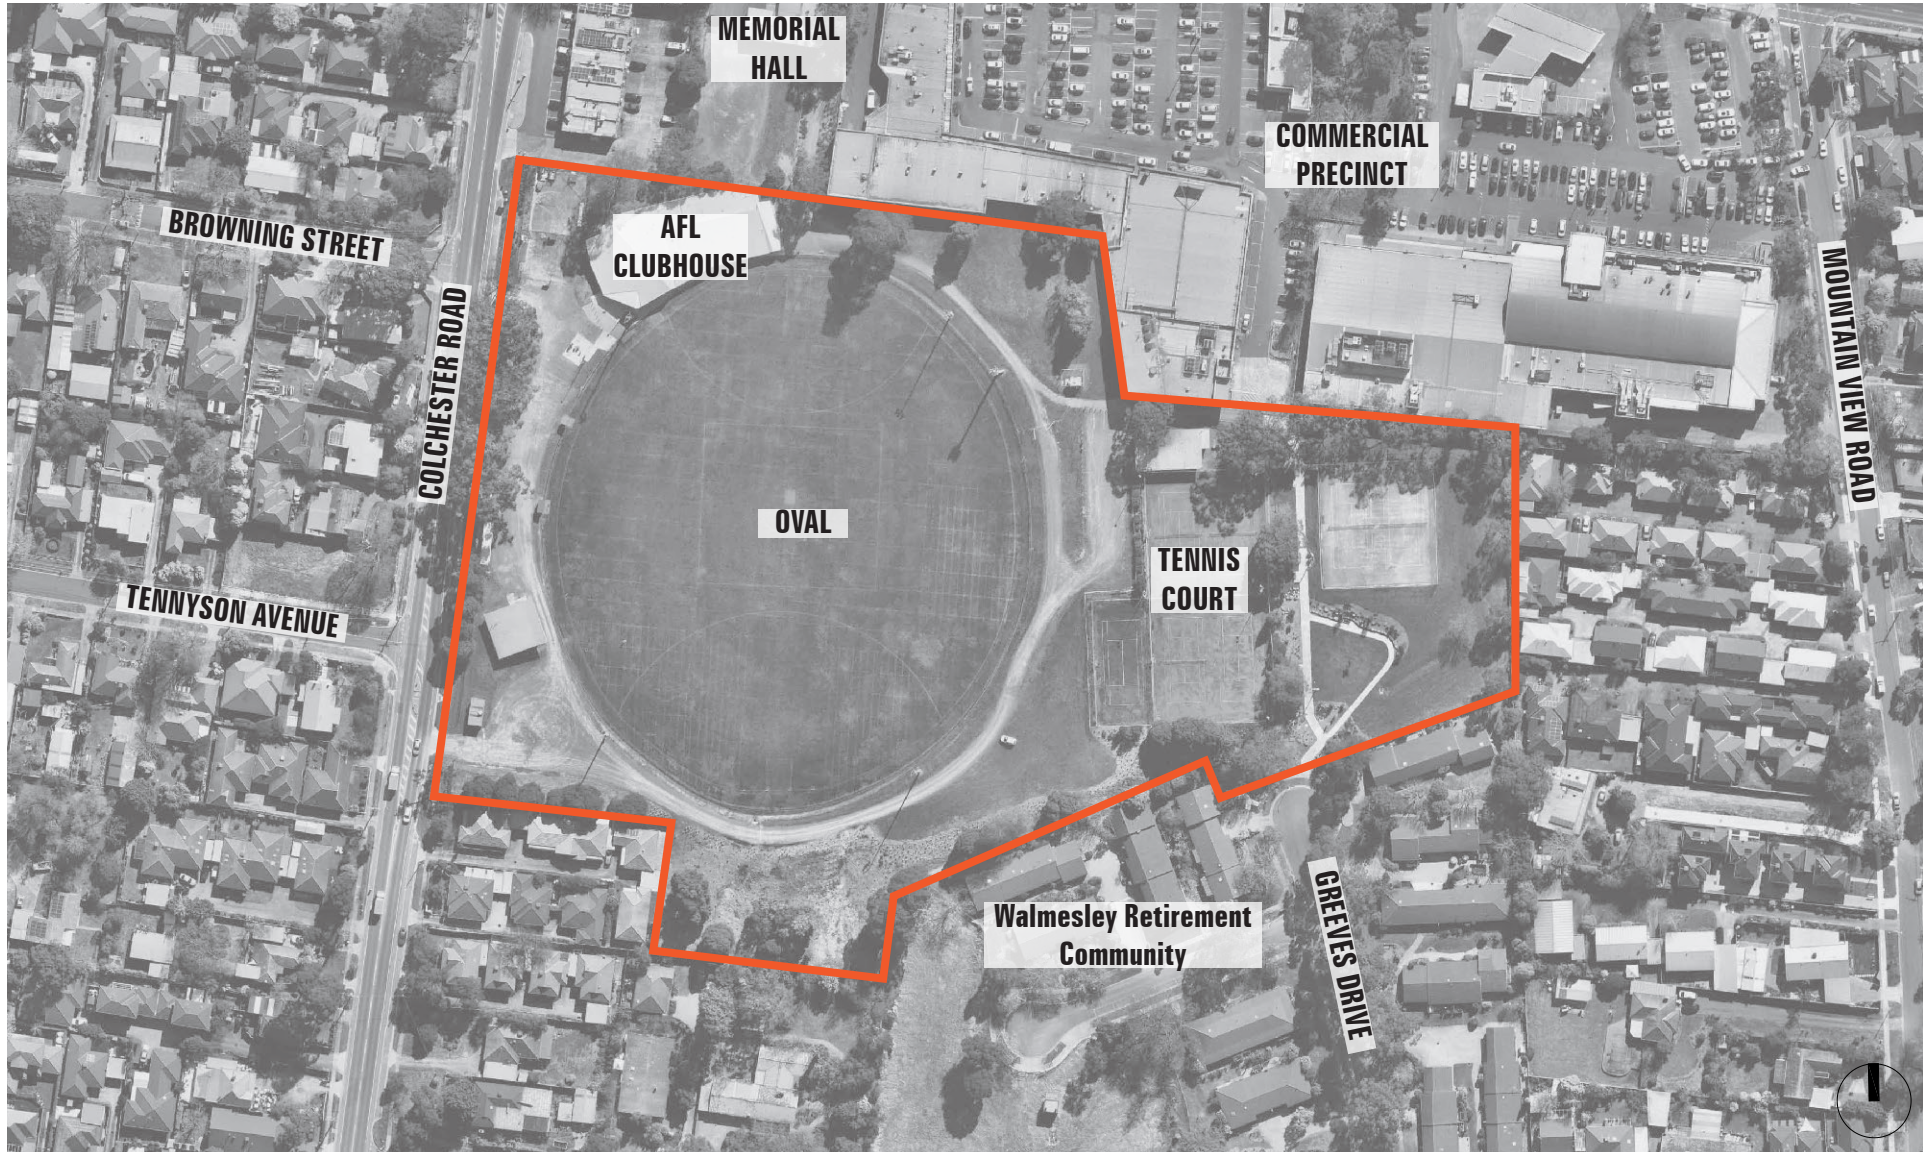 MEMORIAL
HALL
COMMERCIAL
PRECINCT
BROWNING STREET
AFL
CLUBHOUSE
COLCHESTER ROAD
MOUNTAIN VIEW ROAD
OVAL
TENNIS
COURT
TENNYSON AVENUE
Walmesley Retirement
Community
GREEVES DRIVE